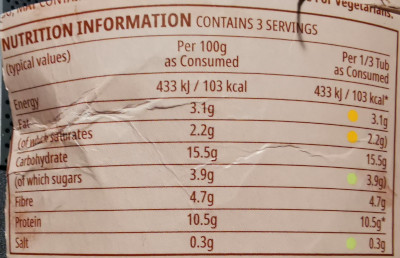 Vegetarians.
NUTRITION INFORMATION CONTAINS 3 SERVINGS
(typical values) Per 100g as Consumed Per 1/3 Tub as Consumed
Energy 433 kJ / 103 kcal 433 kJ / 103 kcal*
Fat 3.1g 3.1g
(of which saturates 2.2g 2.2g)
Carbohydrate 15.5g 15.5g
(of which sugars 3.9g 3.9g)
Fibre 4.7g 4.7g
Protein 10.5g 10.5g*
Salt 0.3g 0.3g